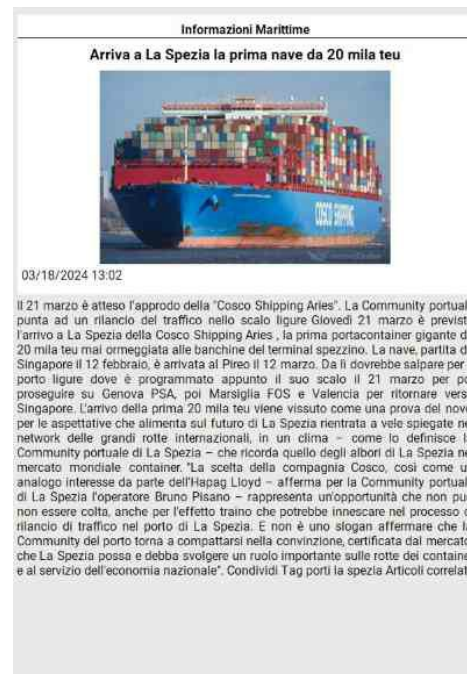 Informazioni Marittime
Arriva a La Spezia la prima nave da 20 mila teu
COSCO SHIPPING
03/18/2024 13:02
Il 21 marzo è atteso l'approdo della "Cosco Shipping Aries". La Community portual
punta ad un rilancio del traffico nello scalo ligure Giovedì 21 marzo è previst
l'arrivo a La Spezia della Cosco Shipping Aries , la prima portacontainer gigante d
20 mila teu mai ormeggiata alle banchine del terminal spezzino. La nave, partita d
Singapore il 12 febbraio, è arrivata al Pireo il 12 marzo. Da lì dovrebbe salpare per
porto ligure dove è programmato appunto il suo scalo il 21 marzo per po
proseguire su Genova PSA, poi Marsiglia FOS e Valencia per ritornare vers
Singapore. L'arrivo della prima 20 mila teu viene vissuto come una prova del nov
per le aspettative che alimenta sul futuro di La Spezia rientrata a vele spiegate ne
network delle grandi rotte internazionali, in un clima – come lo definisce l
Community portuale di La Spezia – che ricorda quello degli albori di La Spezia ne
mercato mondiale container. "La scelta della compagnia Cosco, così come u
analogo interesse da parte dell'Hapag Lloyd – afferma per la Community portual
di La Spezia l'operatore Bruno Pisano – rappresenta un'opportunità che non pu
non essere colta, anche per l'effetto traino che potrebbe innescare nel processo d
rilancio di traffico nel porto di La Spezia. E non è uno slogan affermare che l
Community del porto torna a compattarsi nella convinzione, certificata dal mercato
che La Spezia possa e debba svolgere un ruolo importante sulle rotte dei containe
e al servizio dell'economia nazionale". Condividi Tag porti la spezia Articoli correlat